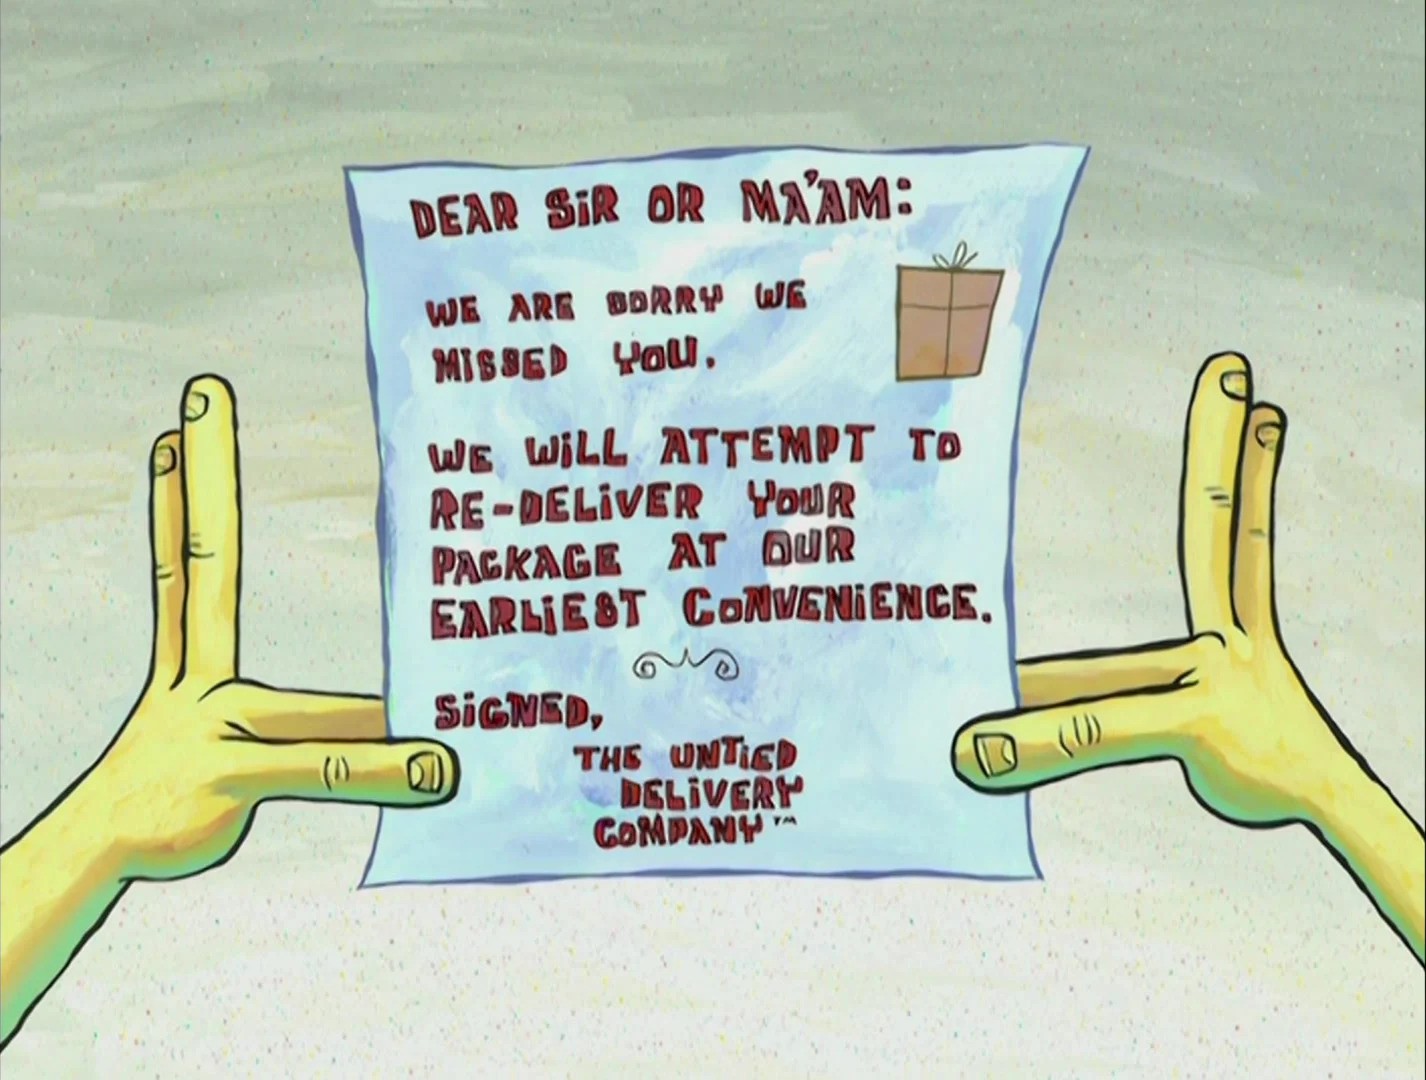 DEAR SiR OR MA'AM:
WE ARE SORRY WE
MISSED YOU.
WE WiLL ATTEMPT TO
RE-DELiVER YOUR
PACKAGE AT OUR
EARLiEST CONVENiENCE.
SiGNED,
THE UNTiED
DELiVERY
COMPANY™